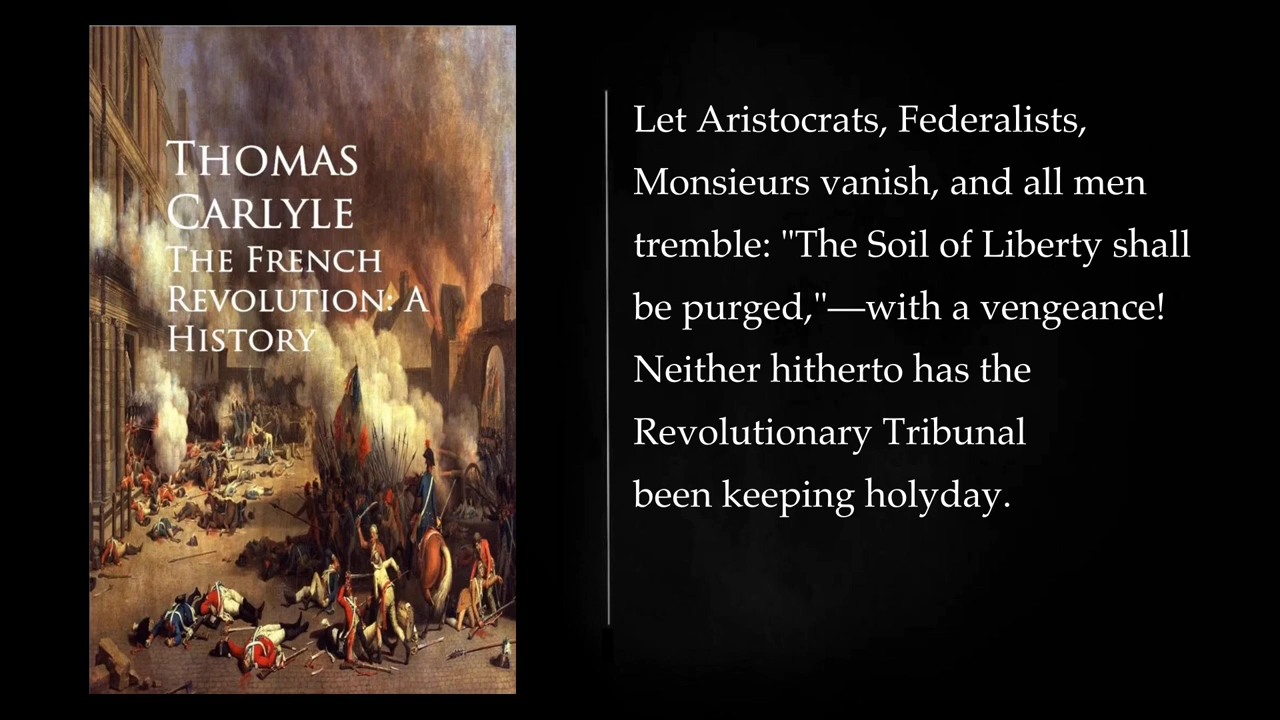 THOMAS
CARLYLE
THE FRENCH
REVOLUTION: A
HISTORY
Let Aristocrats, Federalists,
Monsieurs vanish, and all men
tremble: "The Soil of Liberty shall
be purged,"—with a vengeance!
Neither hitherto has the
Revolutionary Tribunal
been keeping holyday.